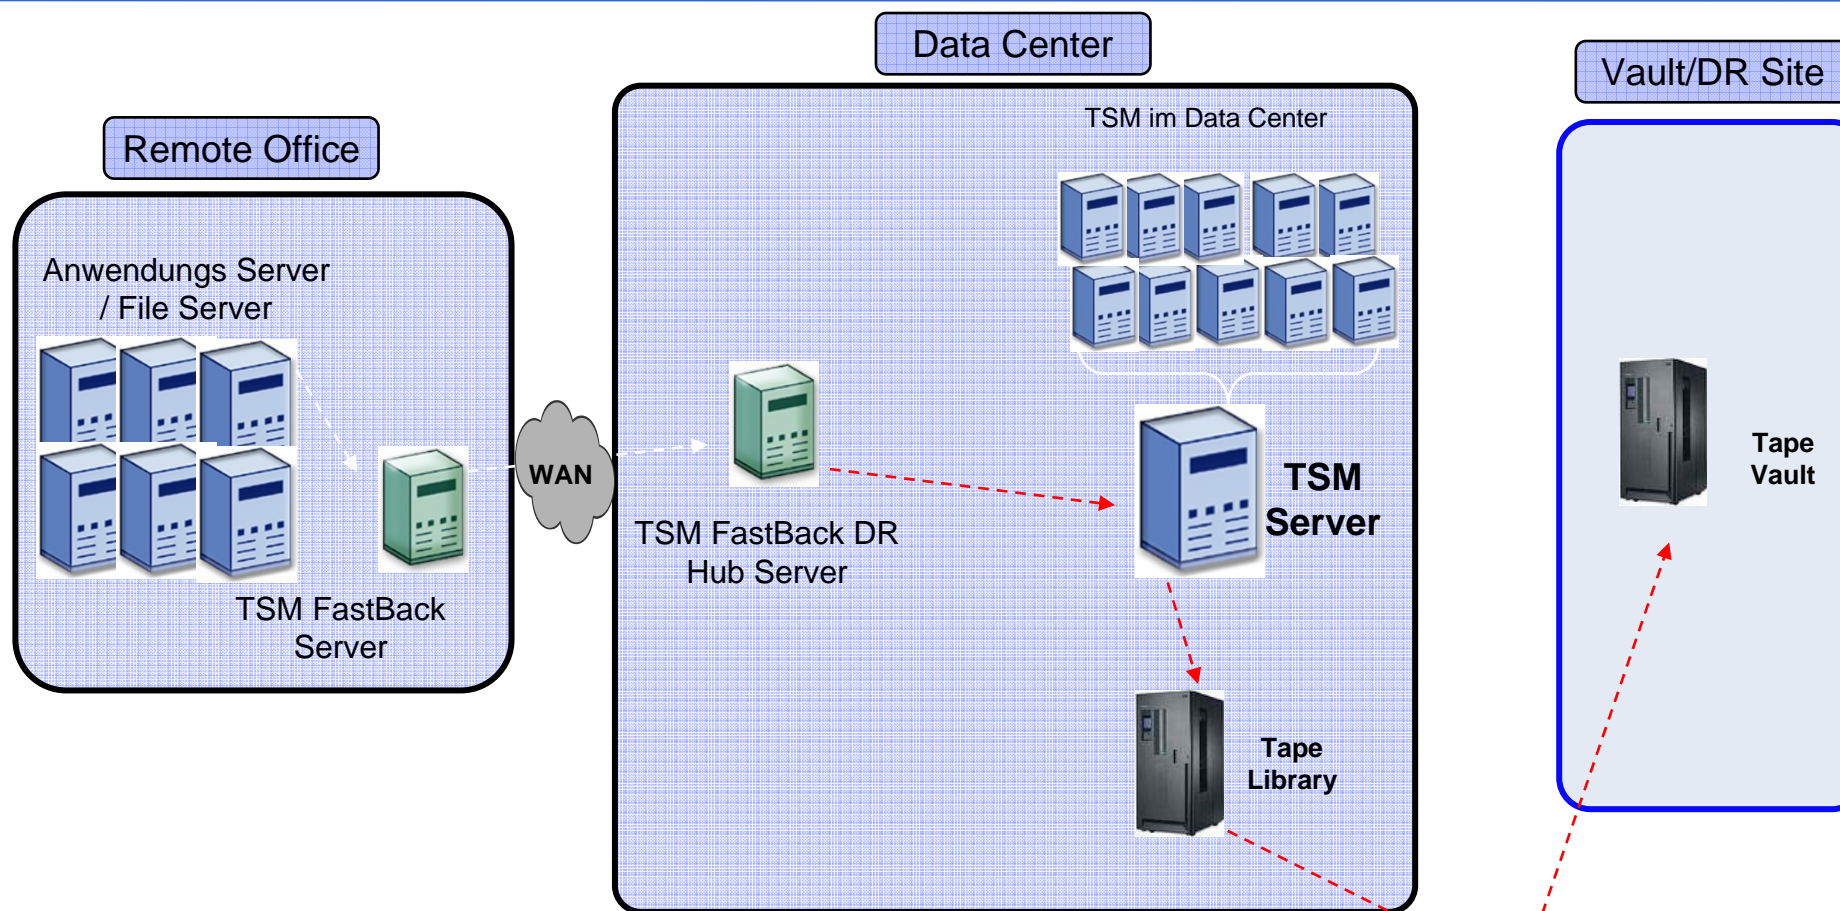 Data Center
Vault/DR Site
Remote Office
TSM im Data Center
Anwendungs Server
/ File Server
WAN
TSM FastBack DR
Hub Server
TSM
Server
Tape
Vault
TSM FastBack
Server
Tape
Library